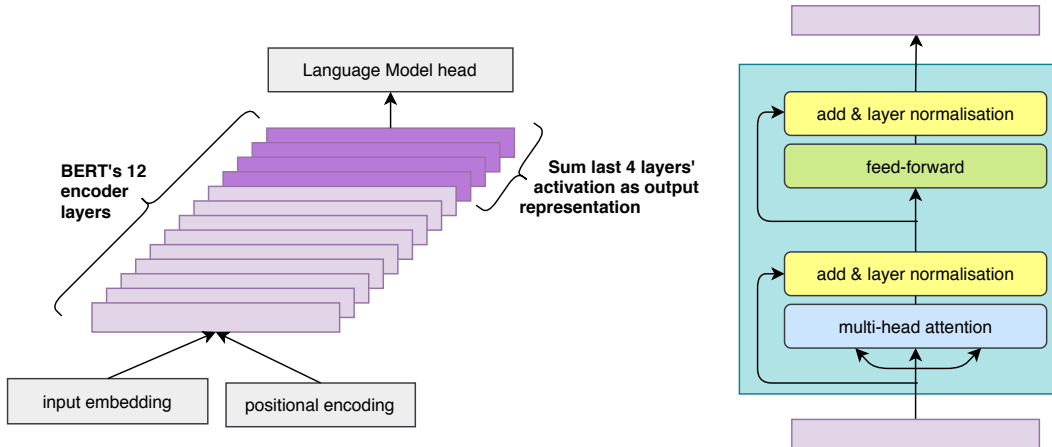 Language Model head
BERT's 12
encoder
layers
Sum last 4 layers'
activation as output
representation
input embedding
positional encoding
add & layer normalisation
feed-forward
add & layer normalisation
multi-head attention